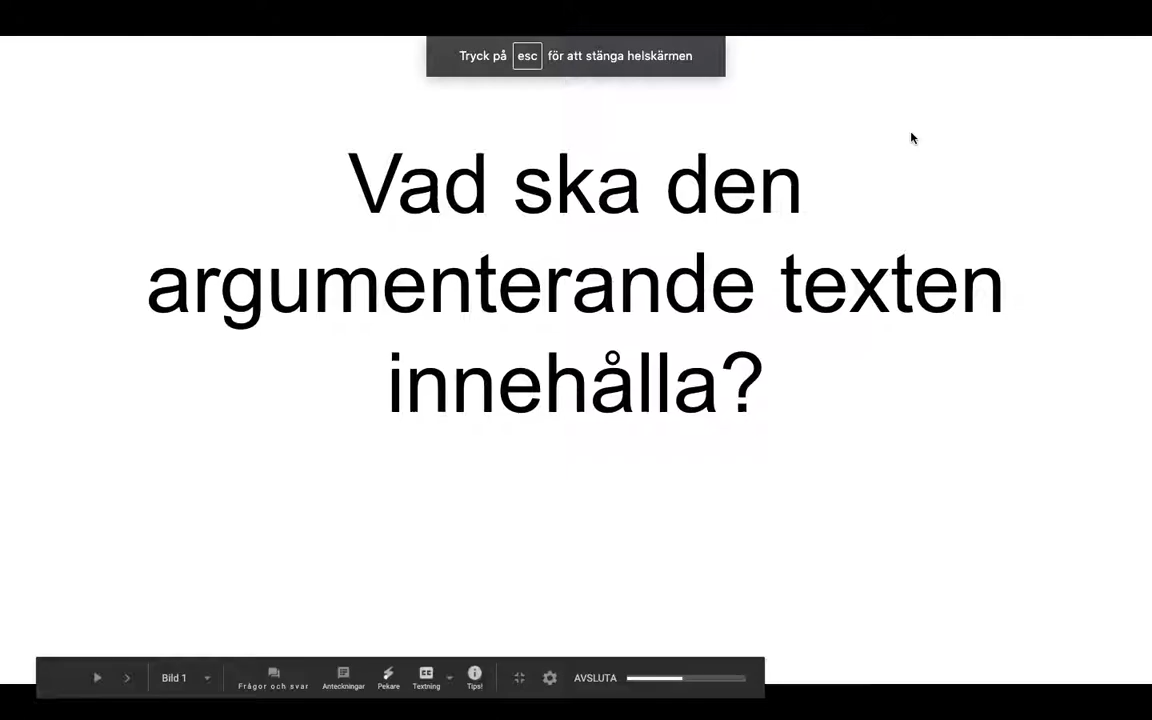 Tryck på esc för att stänga helskärmen
Vad ska den
argumenterande texten
innehålla?
Bild 1 Frågor och svar Anteckningar Pekare Textning Tips! AVSLUTA